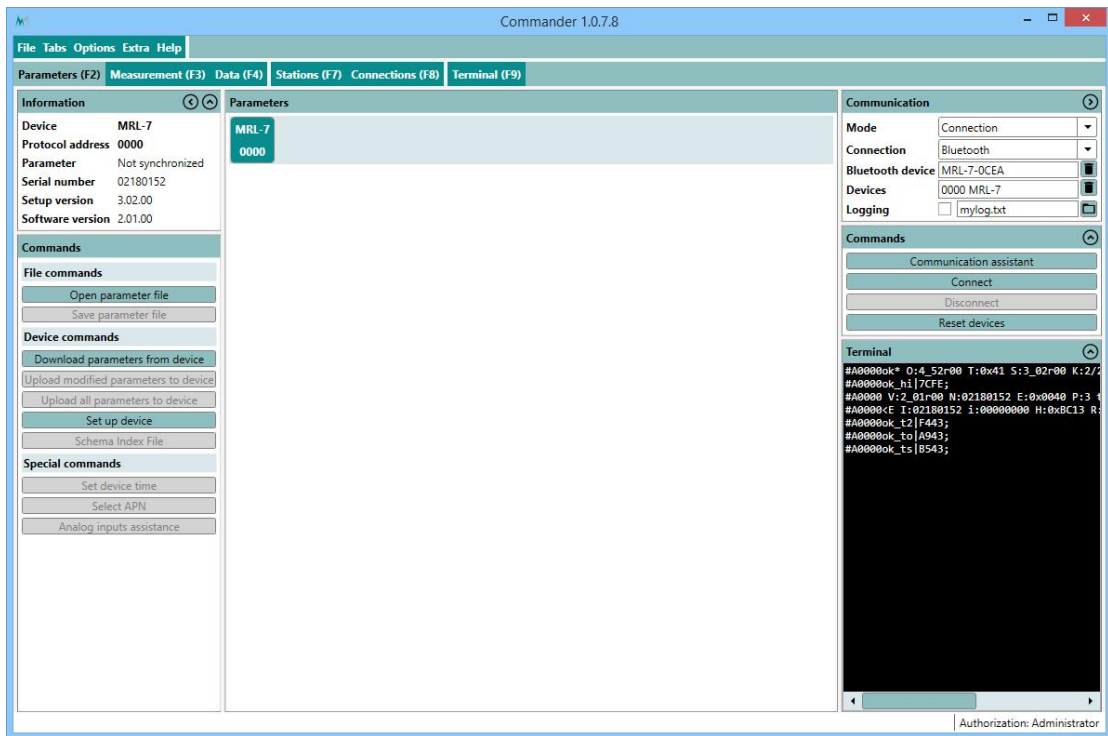 Commander 1.0.7.8
File Tabs Options Extra Help
Parameters (F2) Measurement (F3) Data (F4) Stations (F7) Connections (F8) Terminal (F9)
Information
Device MRL-7
Protocol address 0000
Parameter Not synchronized
Serial number 02180152
Setup version 3.02.00
Software version 2.01.00
Commands
File commands
Open parameter file
Save parameter file
Device commands
Download parameters from device
Upload modified parameters to device
Upload all parameters to device
Set up device
Schema Index File
Special commands
Set device time
Select APN
Analog inputs assistance
Parameters
MRL-7
0000
Communication
Mode Connection
Connection Bluetooth
Bluetooth device MRL-7-0CEA
Devices 0000 MRL-7
Logging mylog.txt
Commands
Communication assistant
Connect
Disconnect
Reset devices
Terminal
#A0000ok* O:4_52r00 T:0x41 S:3_02r00 K:2/2
#A0000ok_hi|7CFE;
#A0000 V:2_01r00 N:02180152 E:0x0040 P:3 t
#A0000<E I:02180152 i:00000000 H:0xBC13 R:
#A0000ok_t2|F443;
#A0000ok_to|A943;
#A0000ok_ts|B543;
Authorization: Administrator